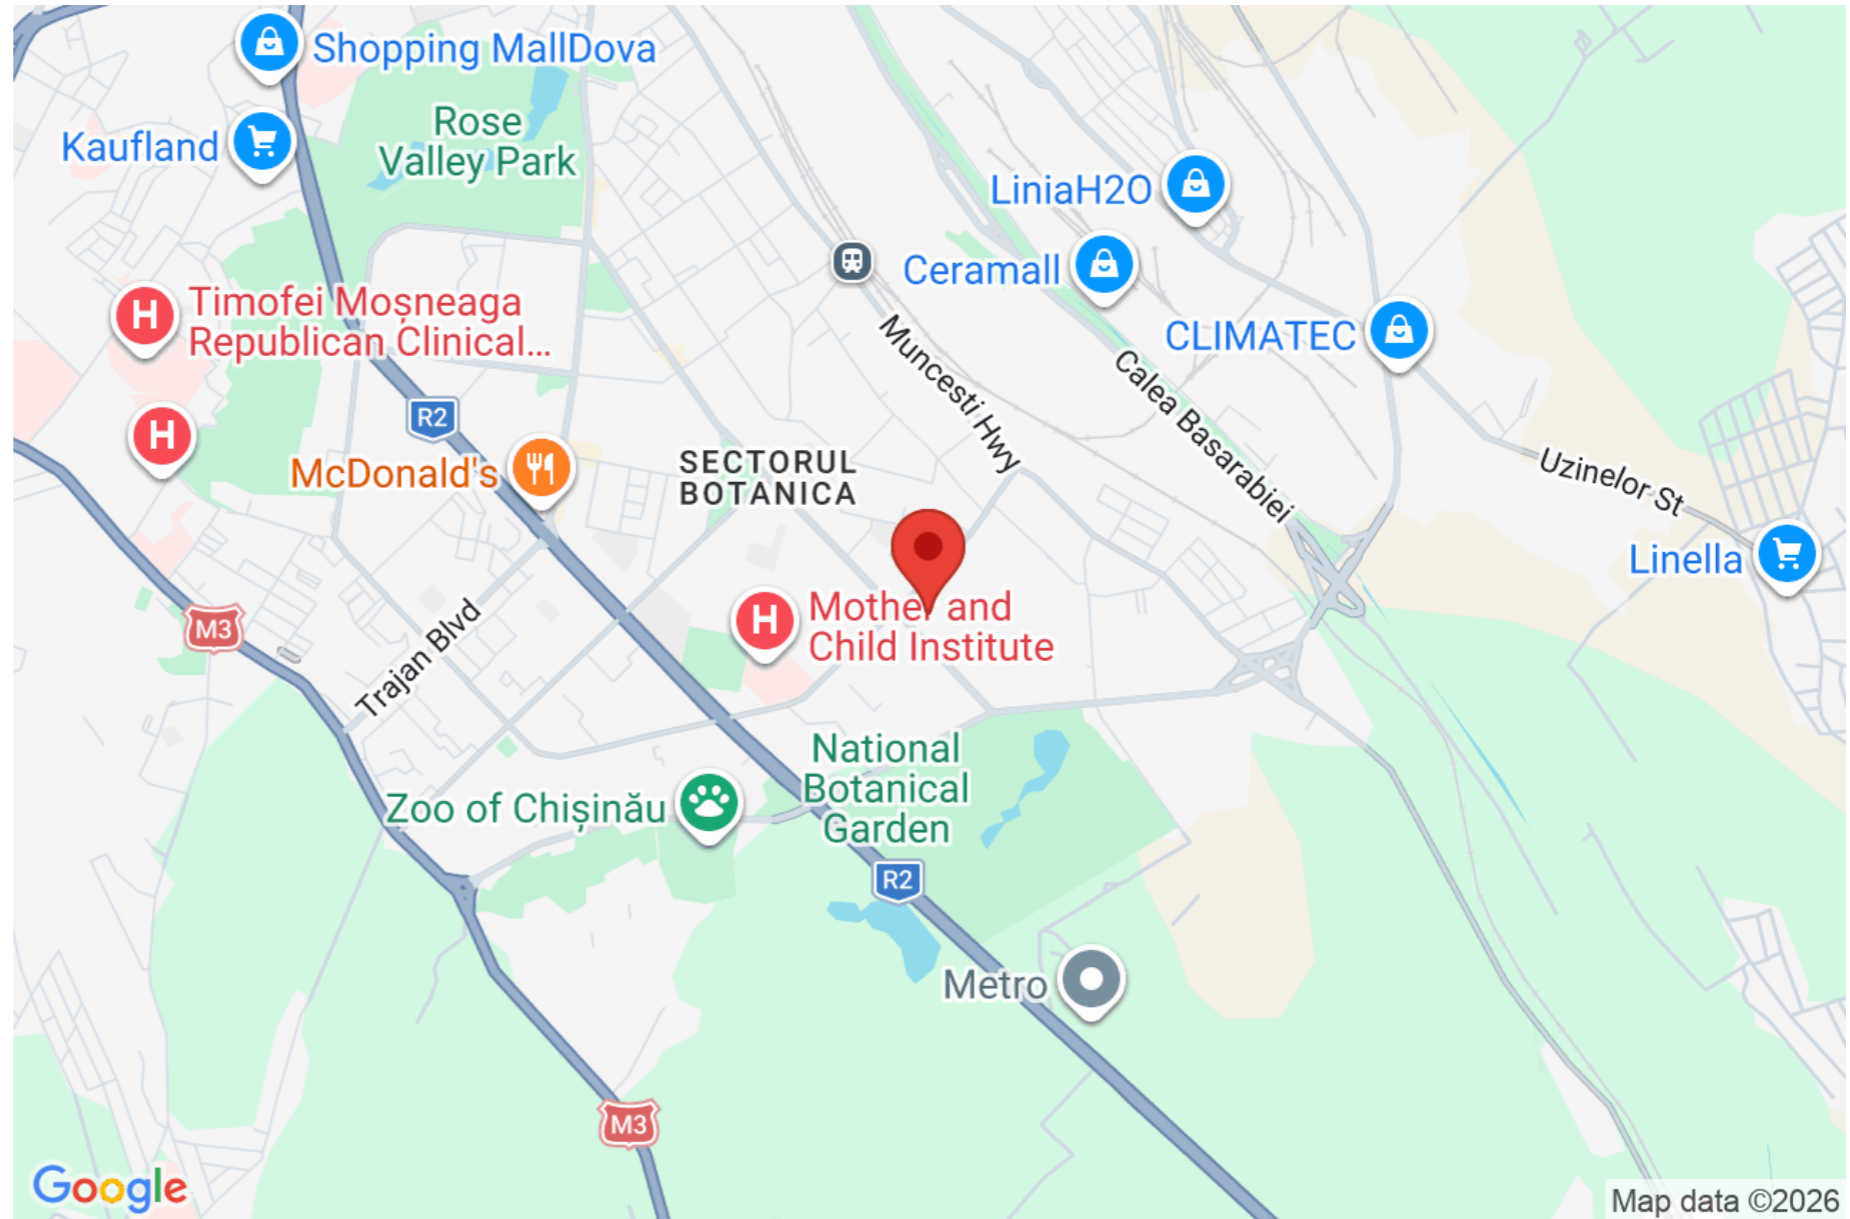 Shopping MallDova
Rose
Valley Park
Kaufland
LiniaH2O
Ceramall
Timofei Moșneaga
Republican Clinical...
H
CLIMATEC
Muncesti Hwy
Calea Basarabiei
R2
H
McDonald's
SECTORUL
BOTANICA
Uzinelor St
Linella
M3
Trajan Blvd
H
Mother and
Child Institute
National
Botanical
Garden
Zoo of Chișinău
R2
Metro
M3
Google
Map data ©2026